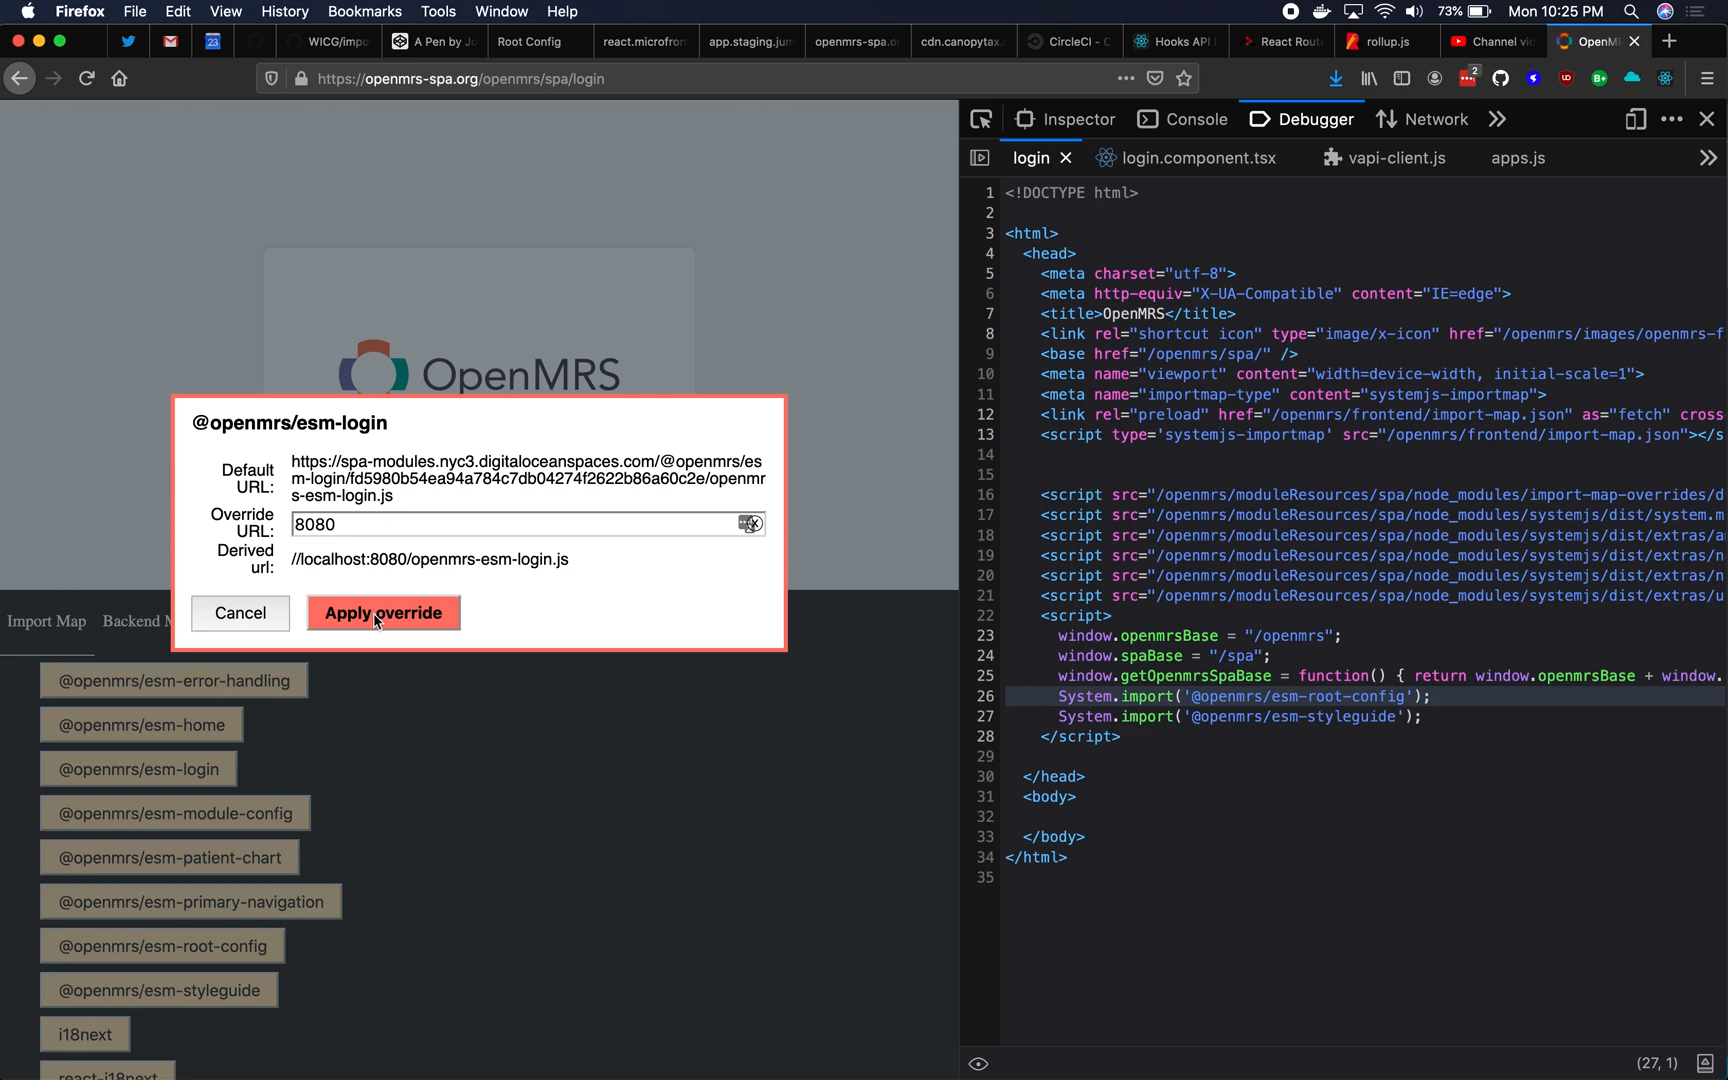 Firefox File Edit View History Bookmarks Tools Window Help 73% Mon 10:25 PM
23 WICG/impo A Pen by Jo Root Config react.microfron app.staging.jum openmrs-spa.o cdn.canopytax. CircleCI - C Hooks API F React Rout rollup.js Channel vid OpenM
https://openmrs-spa.org/openmrs/spa/login 2
OpenMRS
@openmrs/esm-login
Default URL:
https://spa-modules.nyc3.digitaloceanspaces.com/@openmrs/es
m-login/fd5980b54ea94a784c7db04274f2622b86a60c2e/openmr
s-esm-login.js
Override URL: 8080
Derived url: //localhost:8080/openmrs-esm-login.js
Cancel Apply override
Import Map Backend M
@openmrs/esm-error-handling
@openmrs/esm-home
@openmrs/esm-login
@openmrs/esm-module-config
@openmrs/esm-patient-chart
@openmrs/esm-primary-navigation
@openmrs/esm-root-config
@openmrs/esm-styleguide
i18next
react-i18next
Inspector Console Debugger Network
login login.component.tsx vapi-client.js apps.js
1 <!DOCTYPE html>
2
3 <html>
4 <head>
5 <meta charset="utf-8">
6 <meta http-equiv="X-UA-Compatible" content="IE=edge">
7 <title>OpenMRS</title>
8 <link rel="shortcut icon" type="image/x-icon" href="/openmrs/images/openmrs-f
9 <base href="/openmrs/spa/" />
10 <meta name="viewport" content="width=device-width, initial-scale=1">
11 <meta name="importmap-type" content="systemjs-importmap">
12 <link rel="preload" href="/openmrs/frontend/import-map.json" as="fetch" cross
13 <script type='systemjs-importmap' src="/openmrs/frontend/import-map.json"></s
14
15
16 <script src="/openmrs/moduleResources/spa/node_modules/import-map-overrides/d
17 <script src="/openmrs/moduleResources/spa/node_modules/systemjs/dist/system.m
18 <script src="/openmrs/moduleResources/spa/node_modules/systemjs/dist/extras/a
19 <script src="/openmrs/moduleResources/spa/node_modules/systemjs/dist/extras/n
20 <script src="/openmrs/moduleResources/spa/node_modules/systemjs/dist/extras/n
21 <script src="/openmrs/moduleResources/spa/node_modules/systemjs/dist/extras/u
22 <script>
23 window.openmrsBase = "/openmrs";
24 window.spaBase = "/spa";
25 window.getOpenmrsSpaBase = function() { return window.openmrsBase + window.
26 System.import('@openmrs/esm-root-config');
27 System.import('@openmrs/esm-styleguide');
28 </script>
29
30 </head>
31 <body>
32
33 </body>
34 </html>
35
(27, 1)